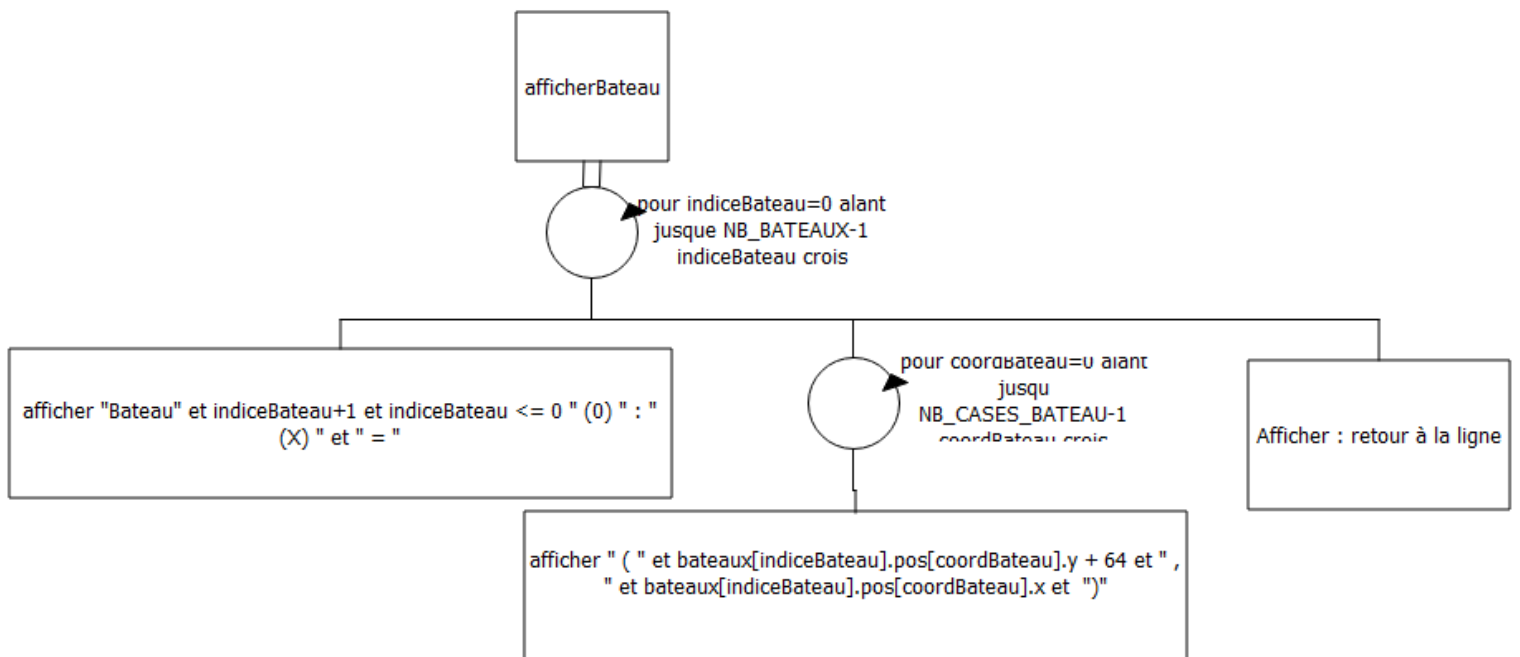 afficherBateau
pour indiceBateau=0 alant
jusque NB_BATEAUX-1
indiceBateau crois
afficher "Bateau" et indiceBateau+1 et indiceBateau <= 0 " (0) " : "
(X) " et " = "
pour coordBateau=0 alant
jusqu
NB_CASES_BATEAU-1
coordBateau crois
Afficher : retour à la ligne
afficher " ( " et bateaux[indiceBateau].pos[coordBateau].y + 64 et " ,
" et bateaux[indiceBateau].pos[coordBateau].x et  ")"